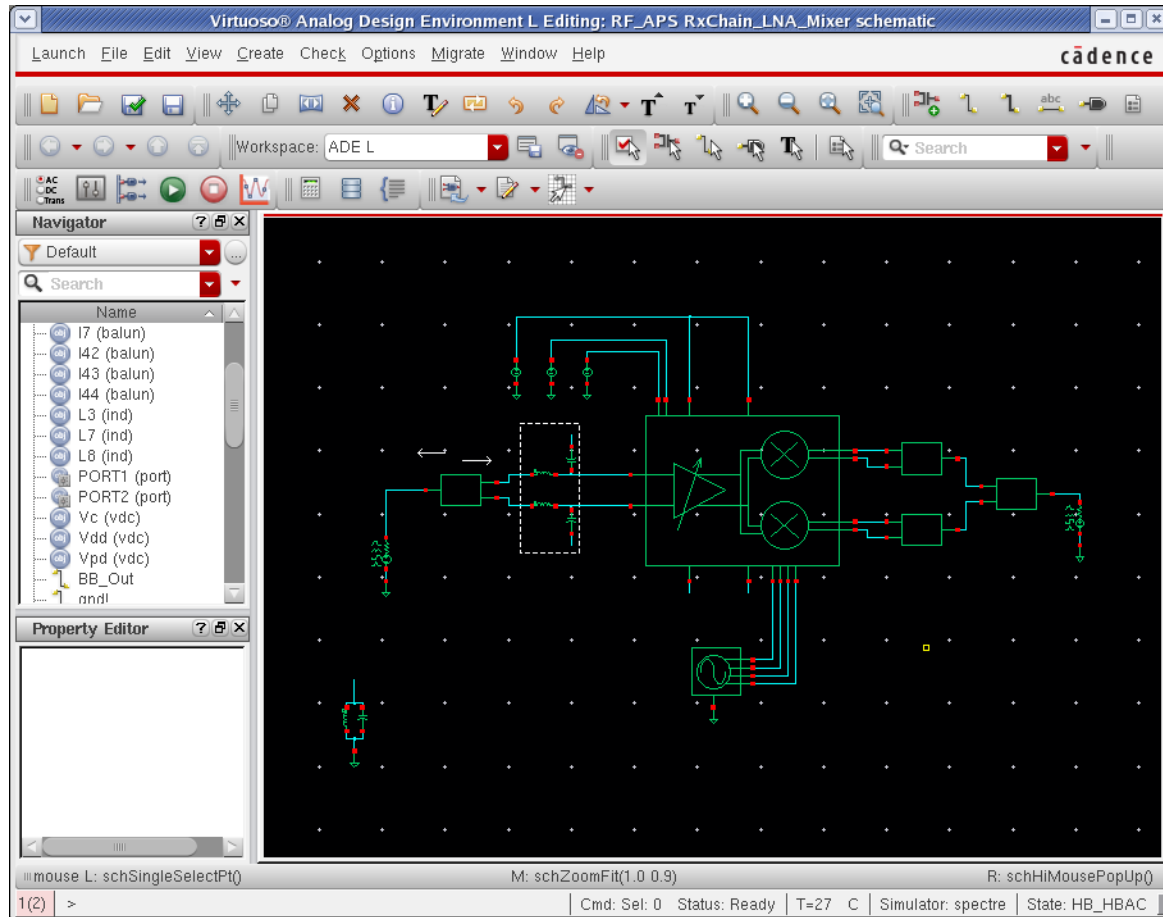 Virtuoso® Analog Design Environment L Editing: RF_APS RxChain_LNA_Mixer schematic
Launch File Edit View Create Check Options Migrate Window Help
cādence
abc
Workspace: ADE L
Search
AC
DC
Trans
Navigator
Default
Search
Name
I7 (balun)
I42 (balun)
I43 (balun)
I44 (balun)
L3 (ind)
L7 (ind)
L8 (ind)
PORT1 (port)
PORT2 (port)
Vc (vdc)
Vdd (vdc)
Vpd (vdc)
BB_Out
gnd!
Property Editor
mouse L: schSingleSelectPt() M: schZoomFit(1.0 0.9) R: schHiMousePopUp()
1(2) > Cmd: Sel: 0 Status: Ready T=27 C Simulator: spectre State: HB_HBAC